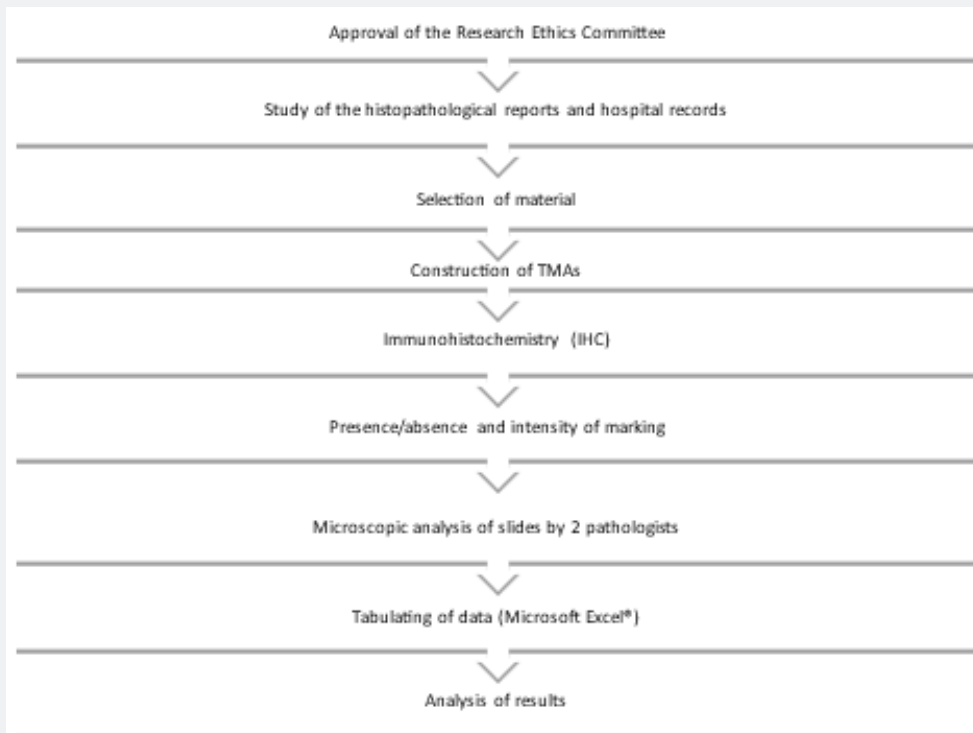 Approval of the Research Ethics Committee
Study of the histopathological reports and hospital records
Selection of material
Construction of TMAs
Immunohistochemistry (IHC)
Presence/absence and intensity of marking
Microscopic analysis of slides by 2 pathologists
Tabulating of data (Microsoft Excel®)
Analysis of results